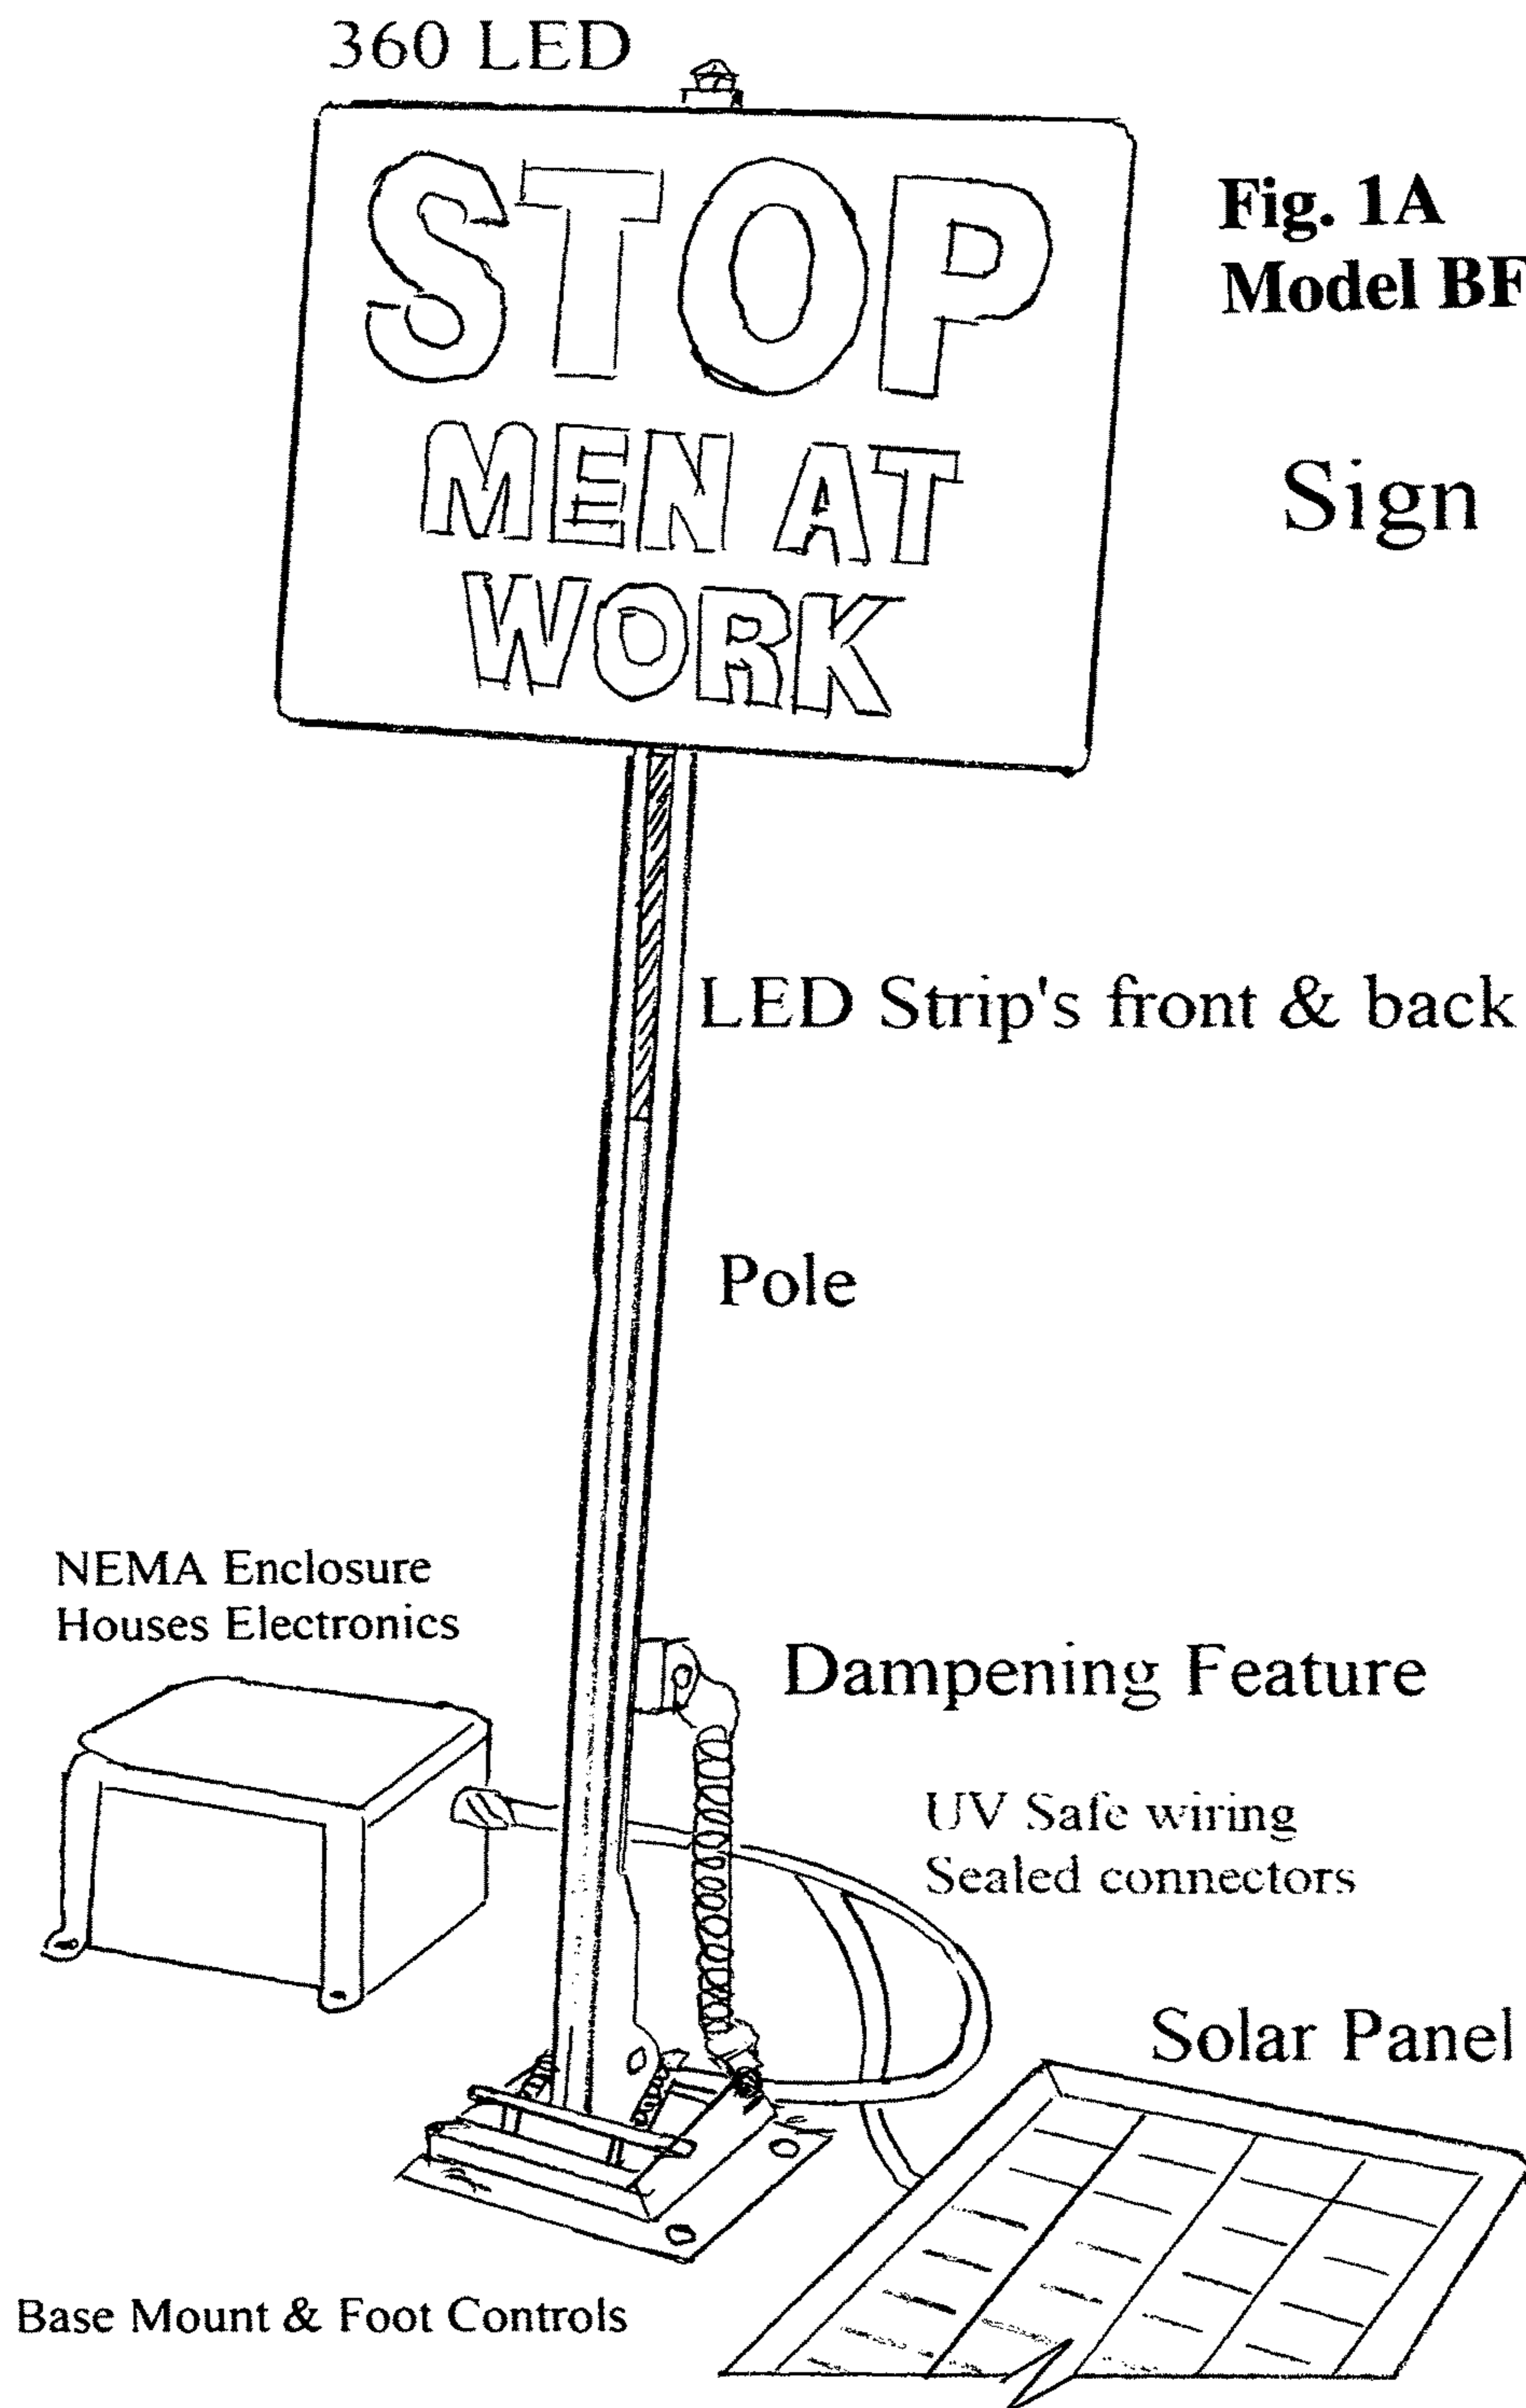 360 LED
STOP
MEN AT
WORK
Fig. 1A
Model BF
Sign
LED Strip's front & back
Pole
NEMA Enclosure
Houses Electronics
Dampening Feature
UV Safe wiring
Sealed connectors
Solar Panel
Base Mount & Foot Controls